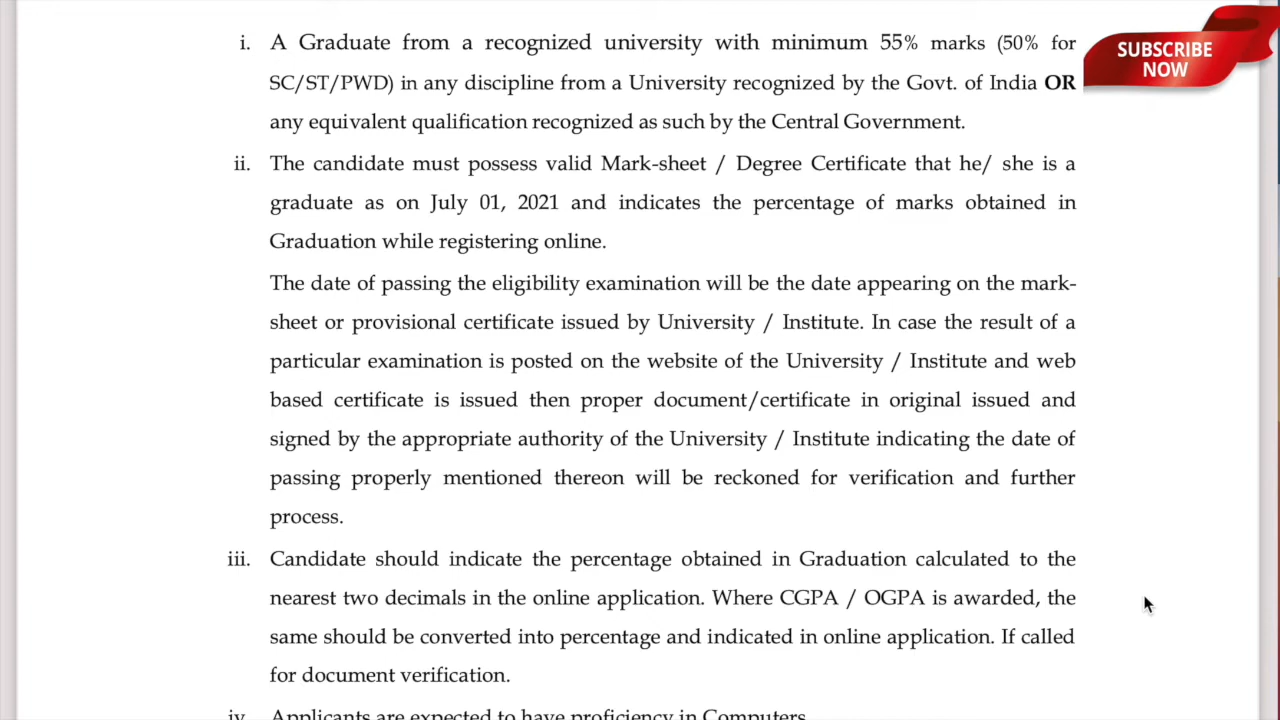 i. A Graduate from a recognized university with minimum 55% marks (50% for
SC/ST/PWD) in any discipline from a University recognized by the Govt. of India OR
any equivalent qualification recognized as such by the Central Government.
SUBSCRIBE
NOW
ii. The candidate must possess valid Mark-sheet / Degree Certificate that he/ she is a
graduate as on July 01, 2021 and indicates the percentage of marks obtained in
Graduation while registering online.
The date of passing the eligibility examination will be the date appearing on the mark-
sheet or provisional certificate issued by University / Institute. In case the result of a
particular examination is posted on the website of the University / Institute and web
based certificate is issued then proper document/certificate in original issued and
signed by the appropriate authority of the University / Institute indicating the date of
passing properly mentioned thereon will be reckoned for verification and further
process.
iii. Candidate should indicate the percentage obtained in Graduation calculated to the
nearest two decimals in the online application. Where CGPA / OGPA is awarded, the
same should be converted into percentage and indicated in online application. If called
for document verification.
iv. Applicants are expected to have proficiency in Computers.